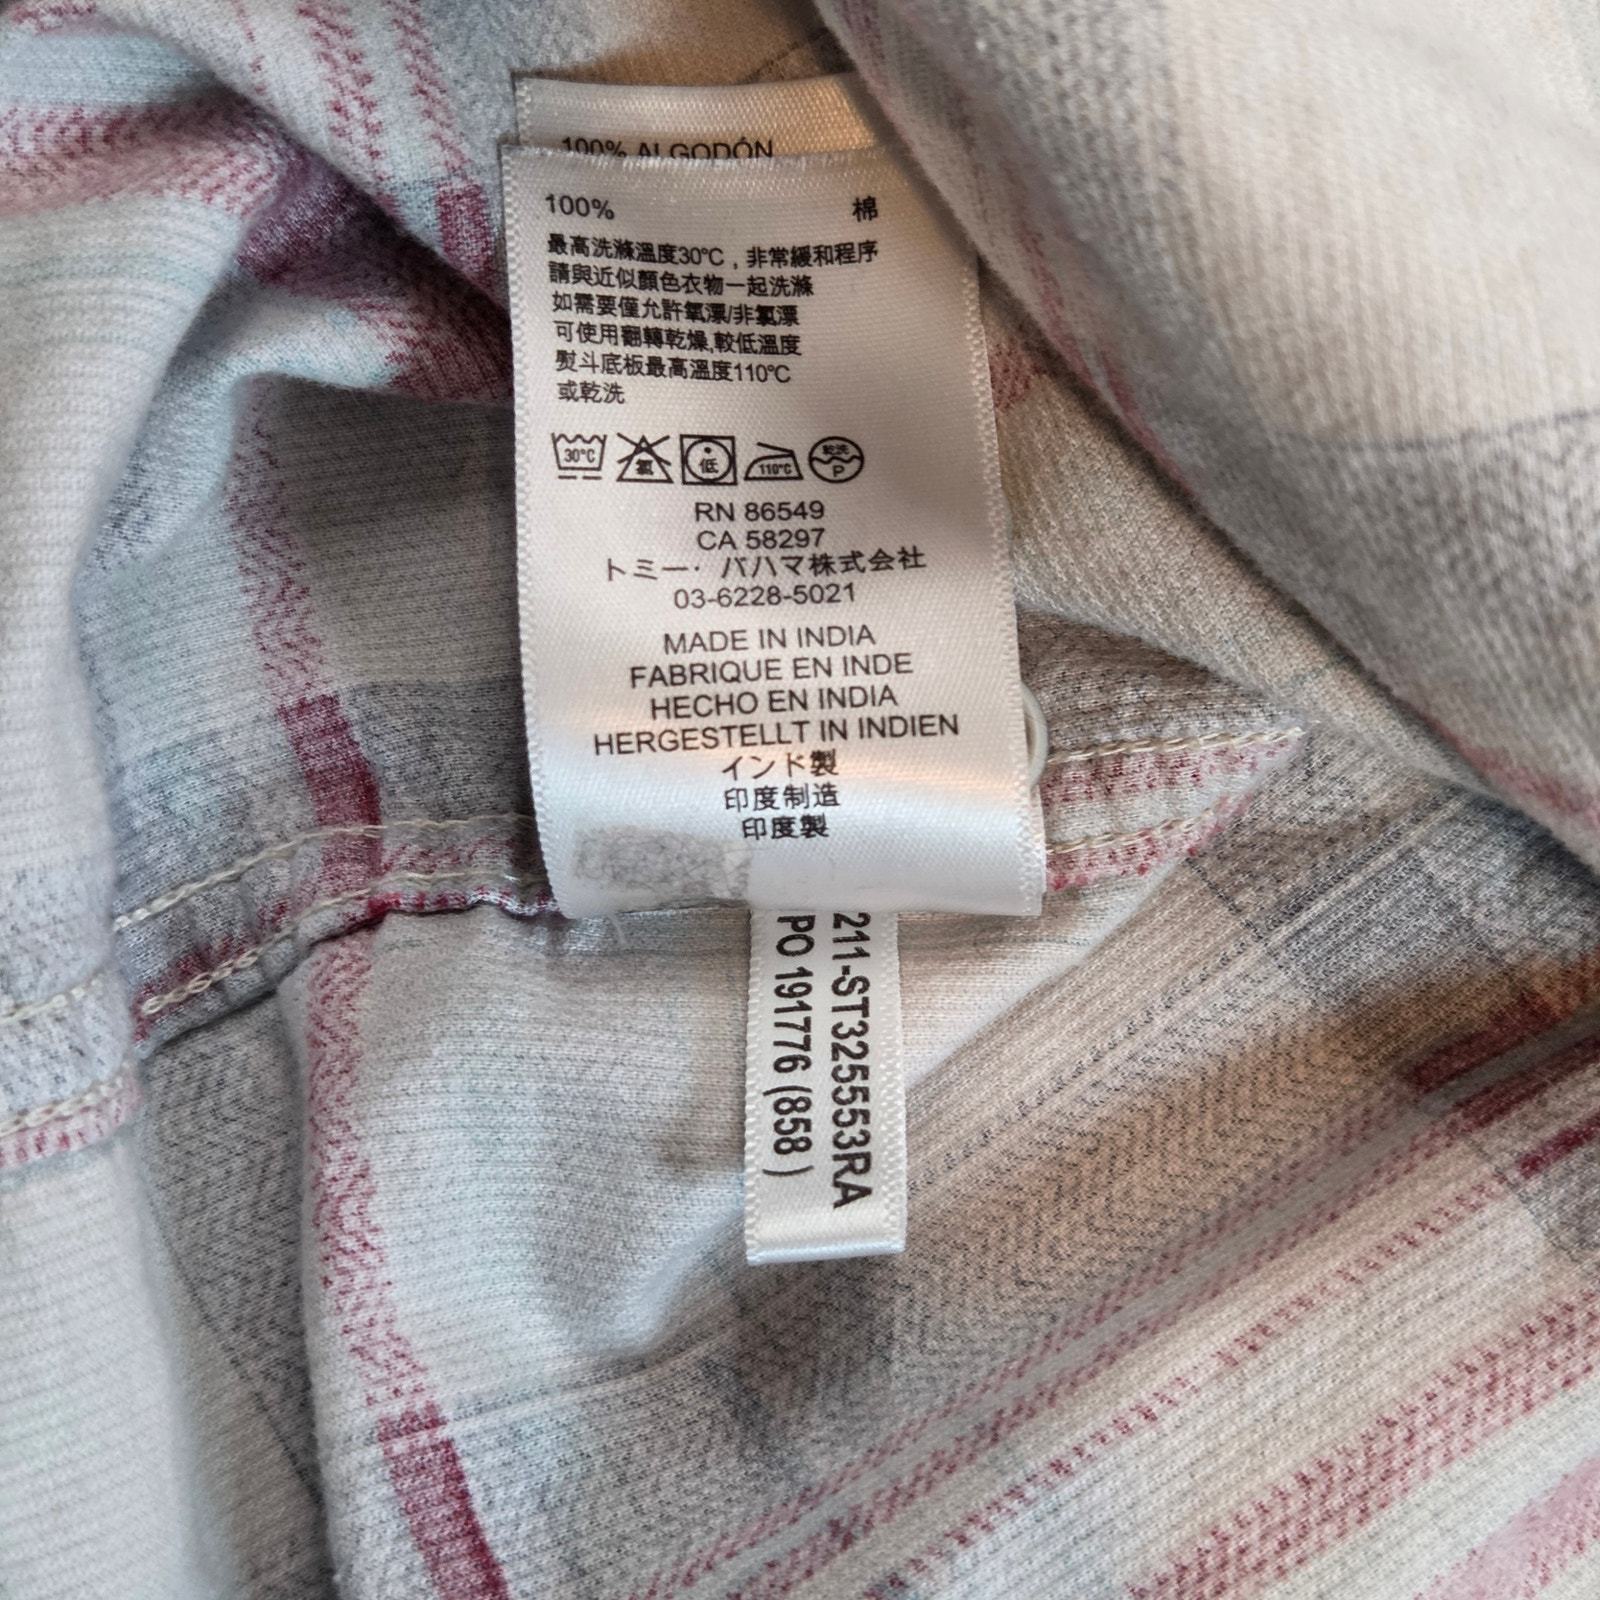 100% ALGODÓN
100% 棉
最高洗滌溫度30°C，非常緩和程序
請與近似顏色衣物一起洗滌
如需要僅允許氧漂/非氯漂
可使用翻轉乾燥,較低溫度
熨斗底板最高溫度110°C
或乾洗
30°C 氯 低 110°C 乾洗 P
RN 86549
CA 58297
トミー・バハマ株式会社
03-6228-5021
MADE IN INDIA
FABRIQUE EN INDE
HECHO EN INDIA
HERGESTELLT IN INDIEN
インド製
印度制造
印度製
211-ST325553RA
PO 191776 (858 )